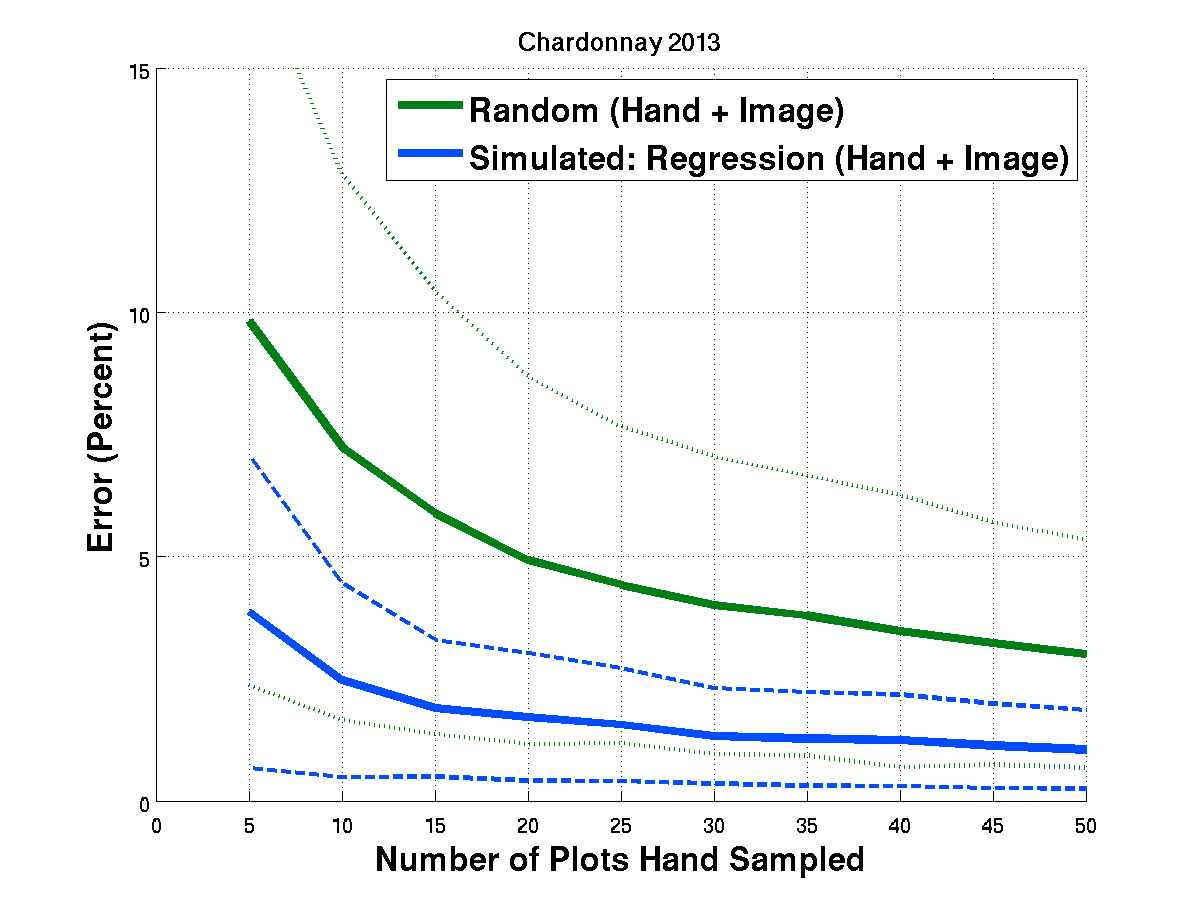 Chardonnay 2013
Random (Hand + Image)
Simulated: Regression (Hand + Image)
15
10
5
0
Error (Percent)
0 5 10 15 20 25 30 35 40 45 50
Number of Plots Hand Sampled